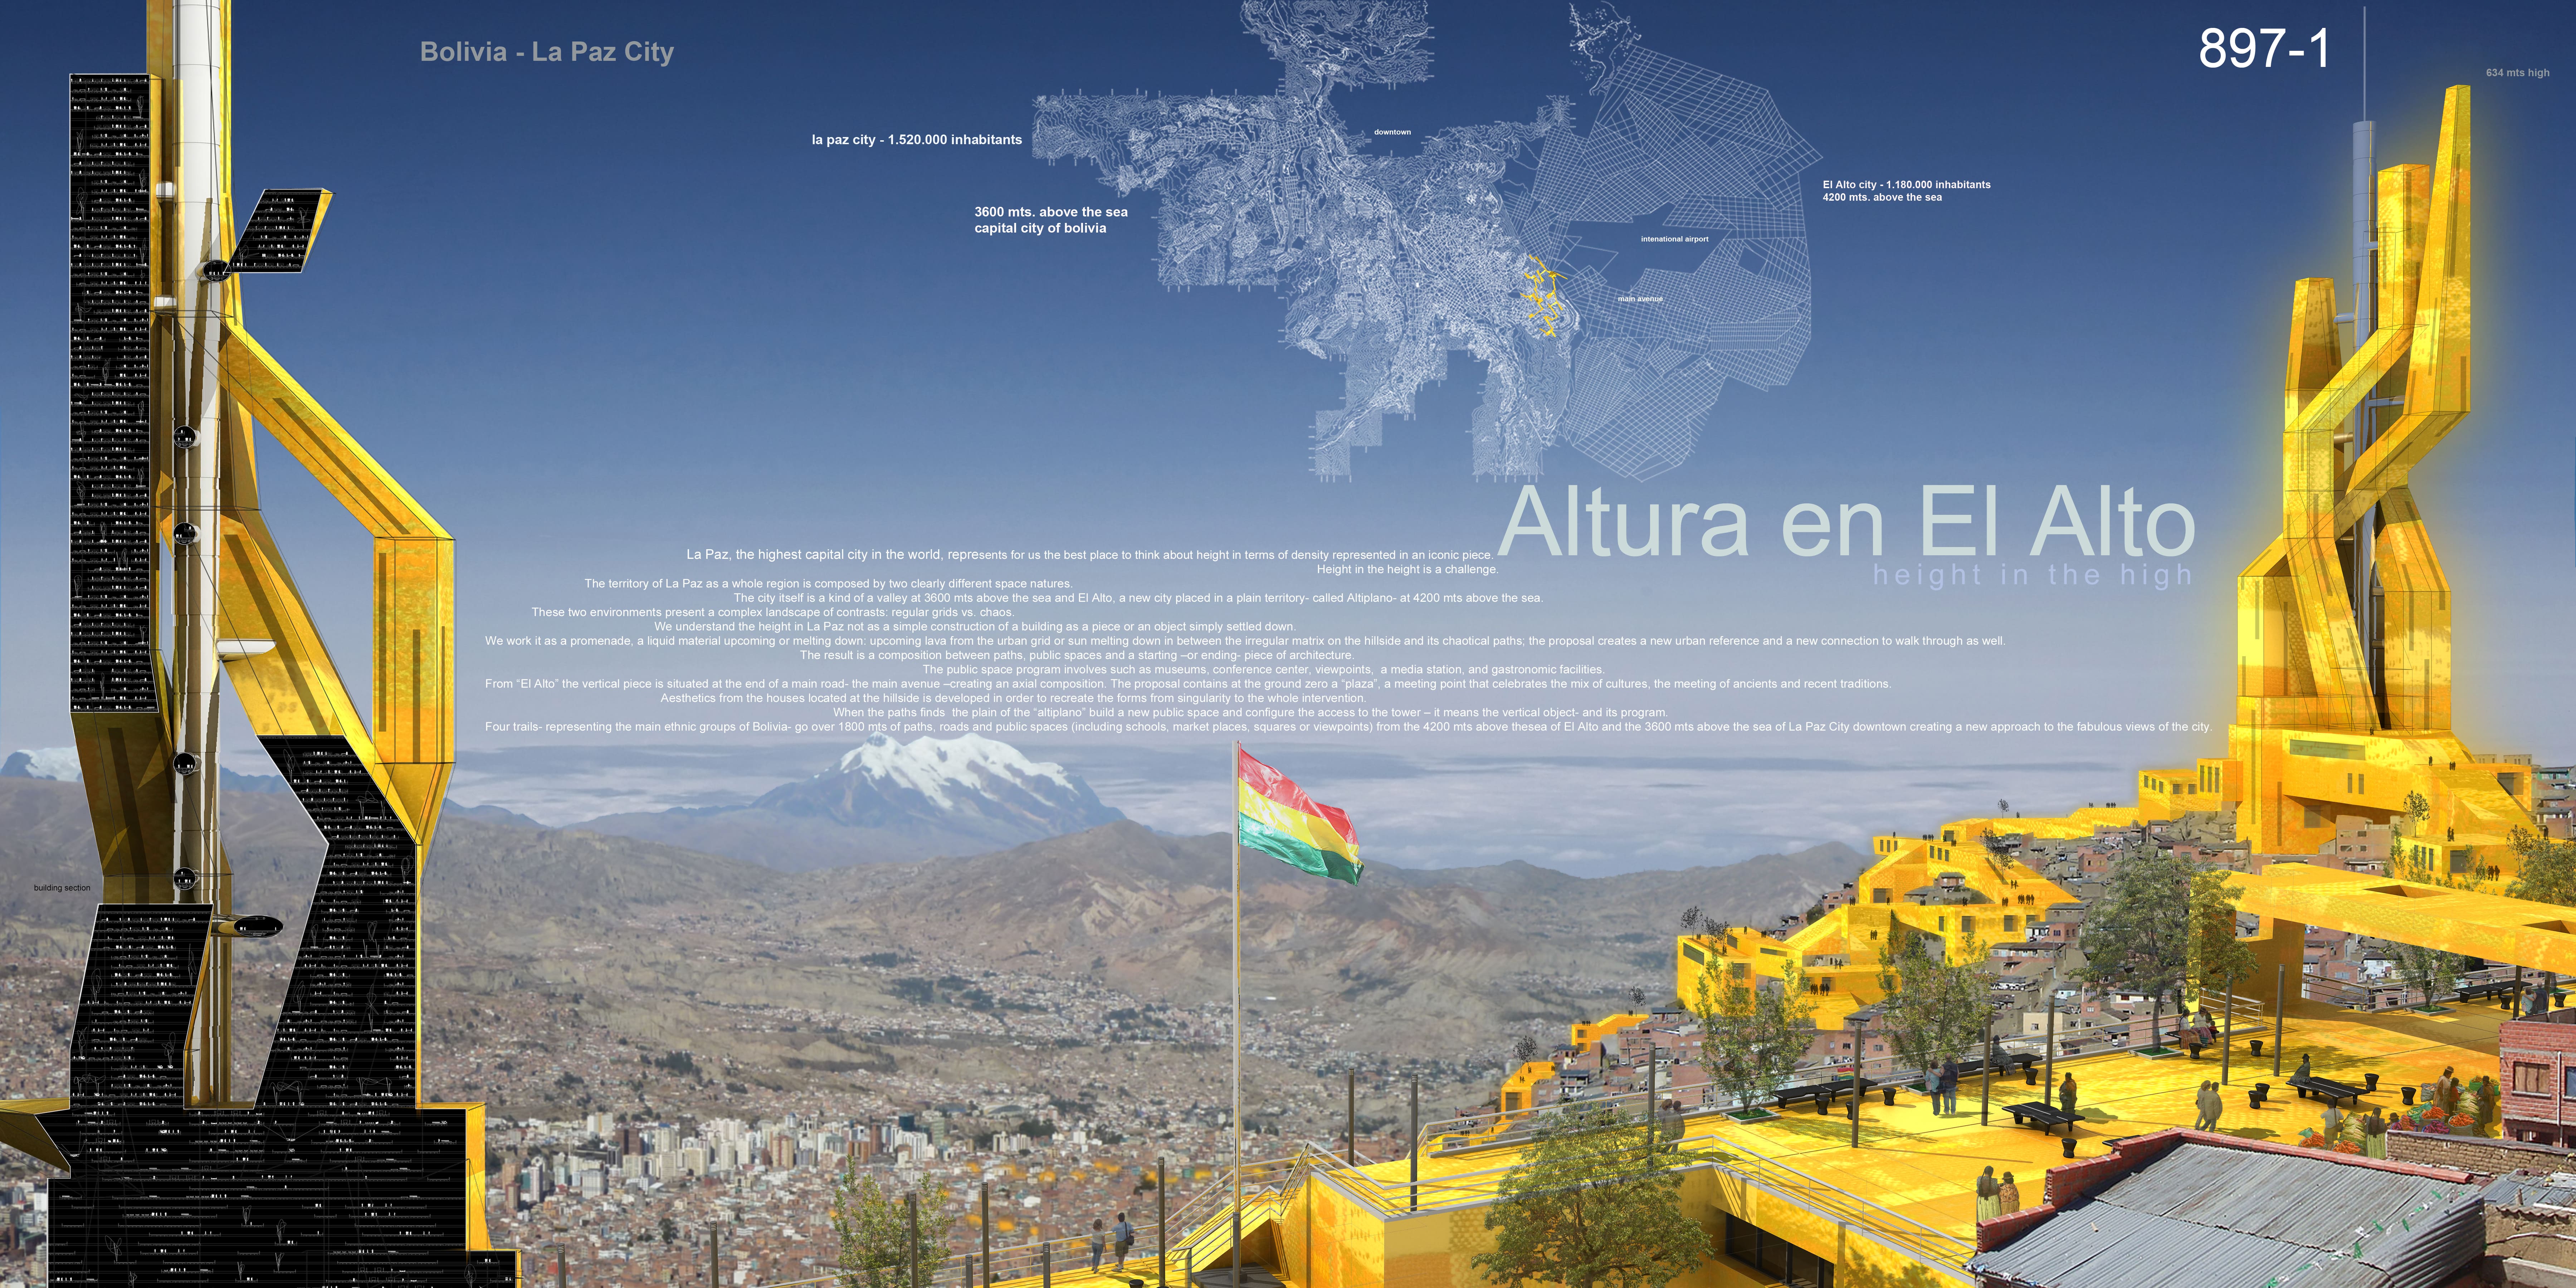 Bolivia - La Paz City
897-1
634 mts high
la paz city - 1.520.000 inhabitants
downtown
3600 mts. above the sea
capital city of bolivia
El Alto city - 1.180.000 inhabitants
4200 mts. above the sea
intenational airport
main avenue
Altura en El Alto
height in the high
La Paz, the highest capital city in the world, represents for us the best place to think about height in terms of density represented in an iconic piece.
Height in the height is a challenge.
The territory of La Paz as a whole region is composed by two clearly different space natures.
The city itself is a kind of a valley at 3600 mts above the sea and El Alto, a new city placed in a plain territory- called Altiplano- at 4200 mts above the sea.
These two environments present a complex landscape of contrasts: regular grids vs. chaos.
We understand the height in La Paz not as a simple construction of a building as a piece or an object simply settled down.
We work it as a promenade, a liquid material upcoming or melting down: upcoming lava from the urban grid or sun melting down in between the irregular matrix on the hillside and its chaotical paths; the proposal creates a new urban reference and a new connection to walk through as well.
The result is a composition between paths, public spaces and a starting –or ending- piece of architecture.
The public space program involves such as museums, conference center, viewpoints, a media station, and gastronomic facilities.
From “El Alto” the vertical piece is situated at the end of a main road- the main avenue –creating an axial composition. The proposal contains at the ground zero a “plaza”, a meeting point that celebrates the mix of cultures, the meeting of ancients and recent traditions.
Aesthetics from the houses located at the hillside is developed in order to recreate the forms from singularity to the whole intervention.
When the paths finds the plain of the “altiplano” build a new public space and configure the access to the tower – it means the vertical object- and its program.
Four trails- representing the main ethnic groups of Bolivia- go over 1800 mts of paths, roads and public spaces (including schools, market places, squares or viewpoints) from the 4200 mts above thesea of El Alto and the 3600 mts above the sea of La Paz City downtown creating a new approach to the fabulous views of the city.
building section